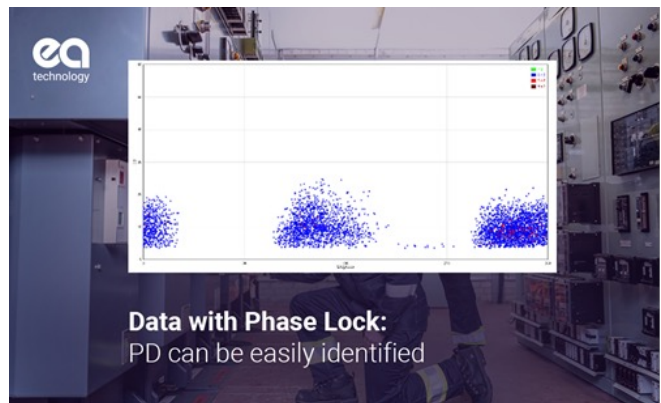 ea
technology
Data with Phase Lock:
PD can be easily identified